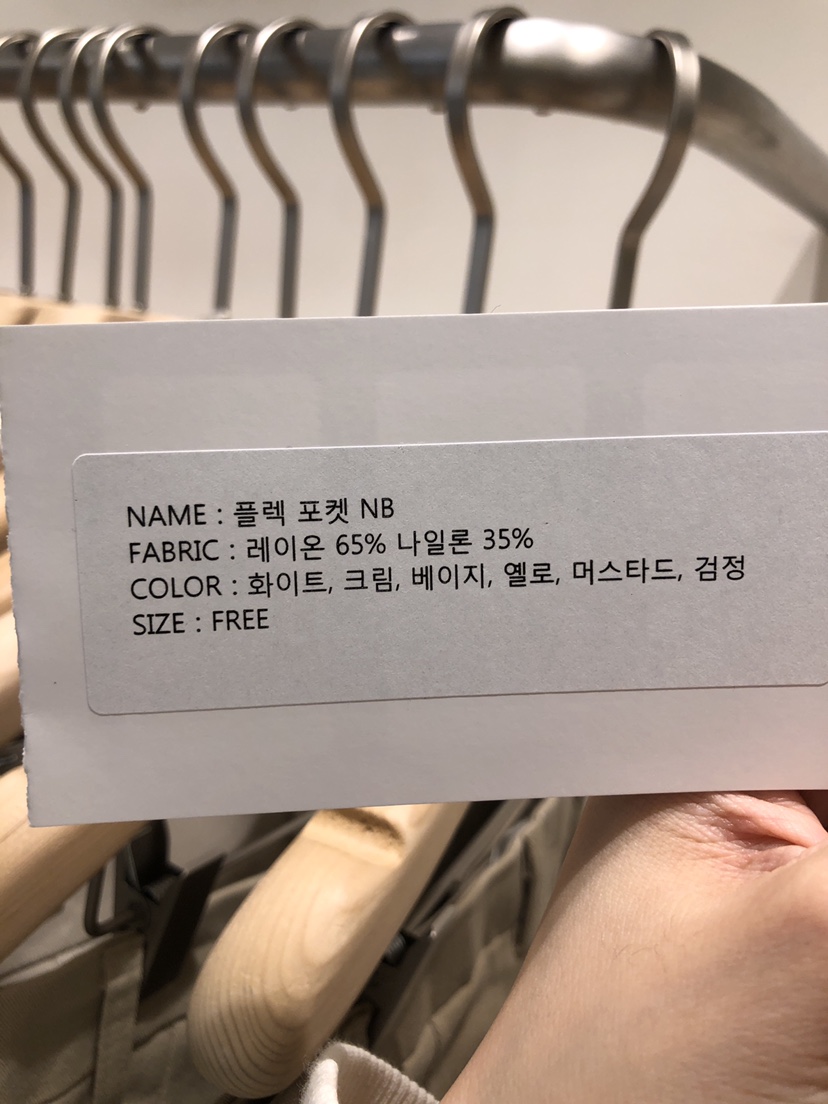 NAME : 플렉 포켓 NB
FABRIC : 레이온 65% 나일론 35%
COLOR : 화이트, 크림, 베이지, 옐로, 머스타드, 검정
SIZE : FREE